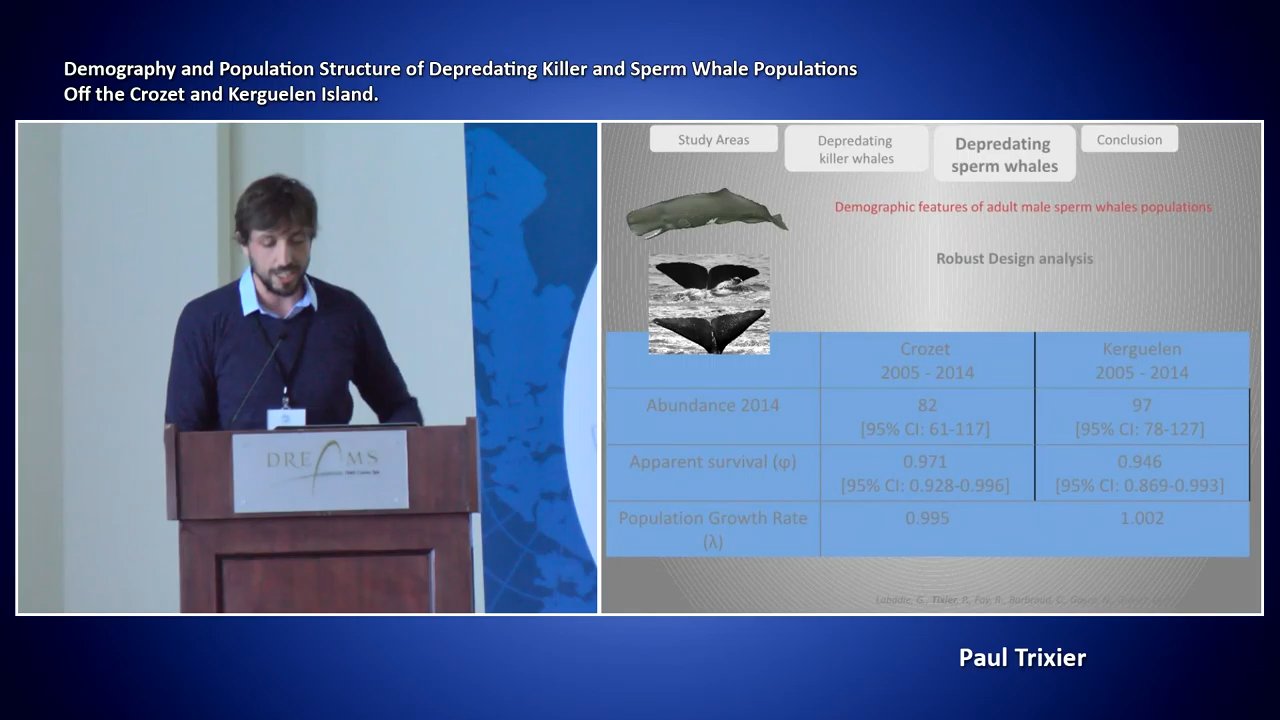 Demography and Population Structure of Depredating Killer and Sperm Whale Populations
Off the Crozet and Kerguelen Island.
DREAMS
Study Areas
Depredating
killer whales
Depredating
sperm whales
Conclusion
Demographic features of adult male sperm whales populations
Robust Design analysis
Crozet
2005 - 2014
Kerguelen
2005 - 2014
Abundance 2014
82
[95% CI: 61-117]
97
[95% CI: 78-127]
Apparent survival (φ)
0.971
[95% CI: 0.928-0.996]
0.946
[95% CI: 0.869-0.993]
Population Growth Rate
(λ)
0.995
1.002
Tixier, P.,
Paul Trixier